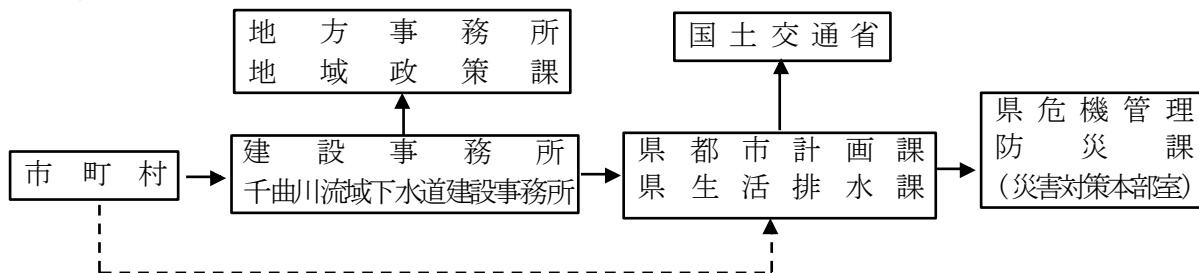 地方事務所
地域政策課
国土交通省
市町村
建設事務所
千曲川流域下水道建設事務所
県都市計画課
県生活排水課
県危機管理
防災課
(災害対策本部室)